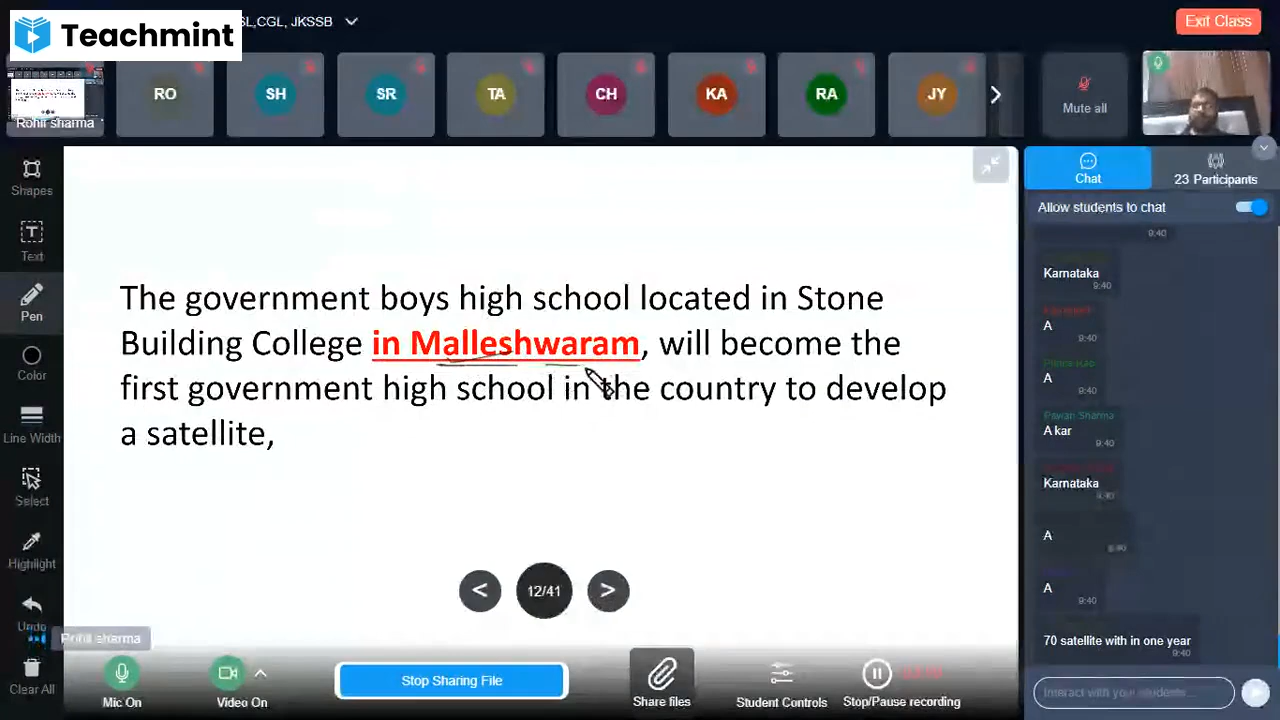 Teachmint
SL,CGL, JKSSB
Exit Class
Rohit sharma
RO
SH
SR
TA
CH
KA
RA
JY
Mute all
Shapes
Text
Pen
Color
Line Width
Select
Highlight
Undo
Clear All
The government boys high school located in Stone
Building College in Malleshwaram, will become the
first government high school in the country to develop
a satellite,
<
12/41
>
Chat
23 Participants
Allow students to chat
9:40
Karnataka
9:40
A
9:40
A
9:40
Pawan Sharma
A kar
9:40
Karnataka
9:40
A
9:40
A
9:40
70 satellite with in one year
9:40
Interact with your students...
Rohit sharma
Mic On
Video On
Stop Sharing File
Share files
Student Controls
Stop/Pause recording